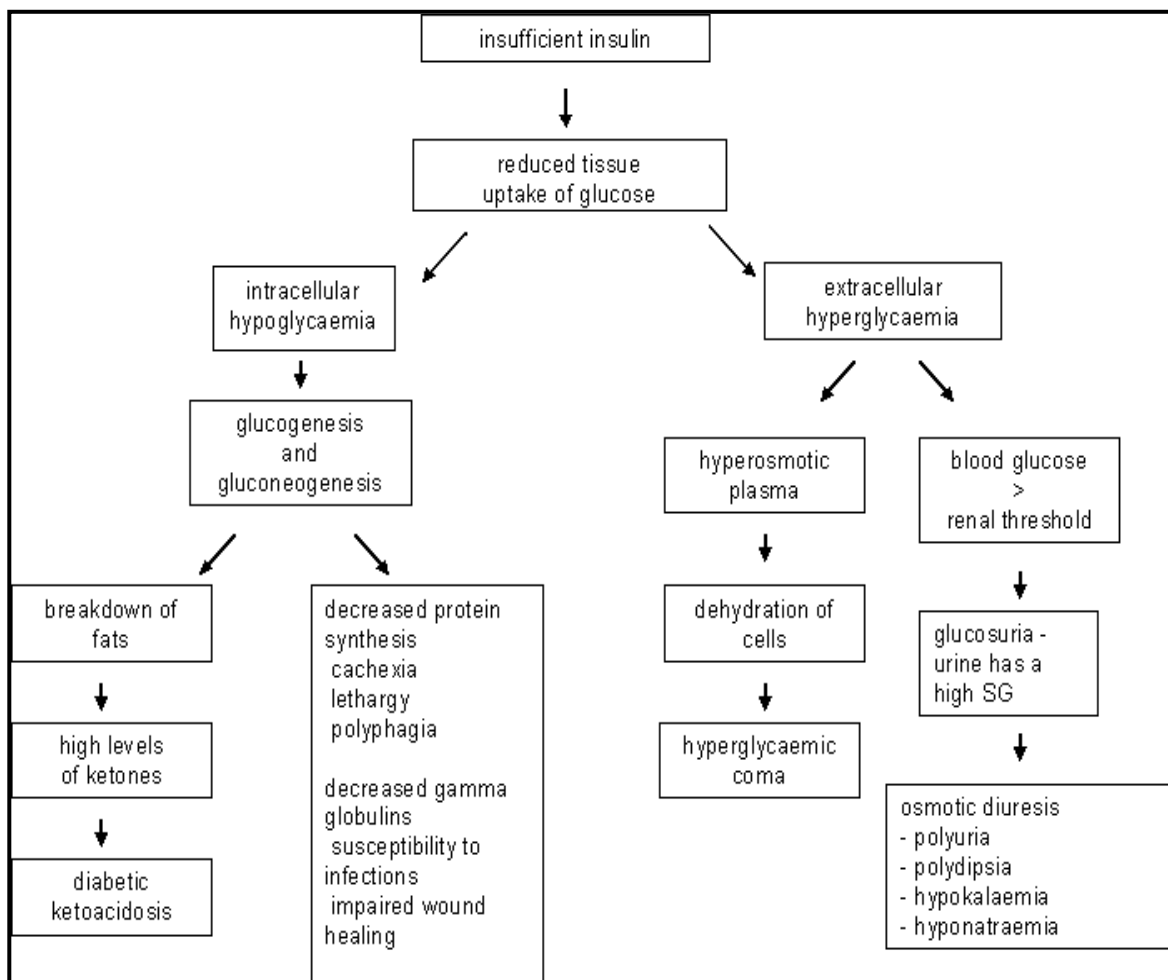 insufficient insulin
reduced tissue
uptake of glucose
intracellular
hypoglycaemia
extracellular
hyperglycaemia
glucogenesis
and
gluconeogenesis
hyperosmotic
plasma
blood glucose
>
renal threshold
breakdown of
fats
decreased protein
synthesis
cachexia
lethargy
polyphagia
decreased gamma
globulins
susceptibility to
infections
impaired wound
healing
dehydration of
cells
glucosuria -
urine has a
high SG
high levels
of ketones
hyperglycaemic
coma
diabetic
ketoacidosis
osmotic diuresis
- polyuria
- polydipsia
- hypokalaemia
- hyponatraemia